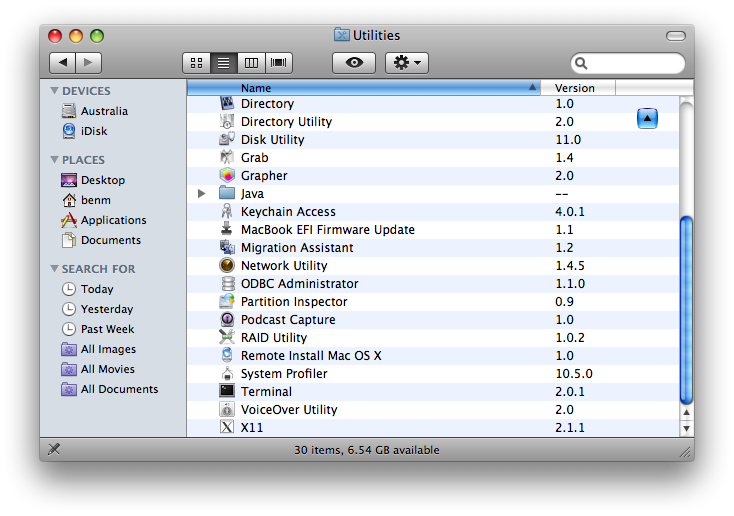 Utilities
Name Version
DEVICES
Australia
iDisk
PLACES
Desktop
benm
Applications
Documents
SEARCH FOR
Today
Yesterday
Past Week
All Images
All Movies
All Documents
Directory 1.0
Directory Utility 2.0
Disk Utility 11.0
Grab 1.4
Grapher 2.0
Java --
Keychain Access 4.0.1
MacBook EFI Firmware Update 1.1
Migration Assistant 1.2
Network Utility 1.4.5
ODBC Administrator 1.1.0
Partition Inspector 0.9
Podcast Capture 1.0
RAID Utility 1.0.2
Remote Install Mac OS X 1.0
System Profiler 10.5.0
Terminal 2.0.1
VoiceOver Utility 2.0
X11 2.1.1
30 items, 6.54 GB available